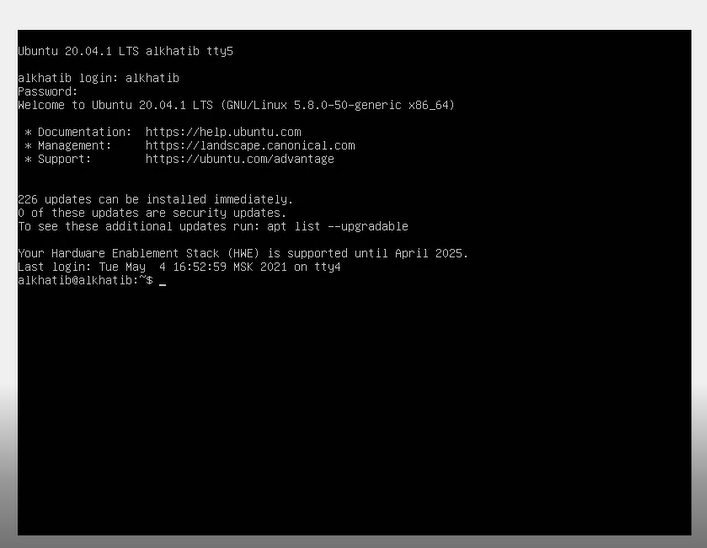 Ubuntu 20.04.1 LTS alkhatib tty5
alkhatib login: alkhatib
Password:
Welcome to Ubuntu 20.04.1 LTS (GNU/Linux 5.8.0-50-generic x86_64)
* Documentation: https://help.ubuntu.com
* Management: https://landscape.canonical.com
* Support: https://ubuntu.com/advantage
226 updates can be installed immediately.
0 of these updates are security updates.
To see these additional updates run: apt list --upgradable
Your Hardware Enablement Stack (HWE) is supported until April 2025.
Last login: Tue May  4 16:52:59 MSK 2021 on tty4
alkhatib@alkhatib:~$ _